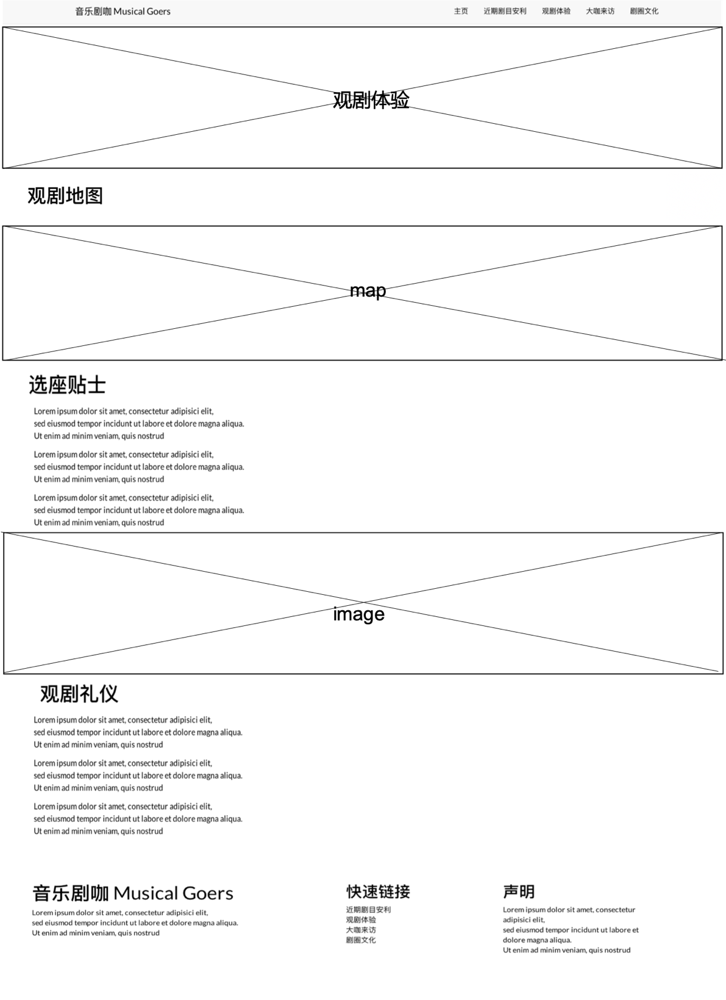 音乐剧咖 Musical Goers
主页 近期剧目安利 观剧体验 大咖来访 剧圈文化
观剧体验
观剧地图
map
选座贴士
Lorem ipsum dolor sit amet, consectetur adipisici elit,
sed eiusmod tempor incidunt ut labore et dolore magna aliqua.
Ut enim ad minim veniam, quis nostrud
Lorem ipsum dolor sit amet, consectetur adipisici elit,
sed eiusmod tempor incidunt ut labore et dolore magna aliqua.
Ut enim ad minim veniam, quis nostrud
Lorem ipsum dolor sit amet, consectetur adipisici elit,
sed eiusmod tempor incidunt ut labore et dolore magna aliqua.
Ut enim ad minim veniam, quis nostrud
image
观剧礼仪
Lorem ipsum dolor sit amet, consectetur adipisici elit,
sed eiusmod tempor incidunt ut labore et dolore magna aliqua.
Ut enim ad minim veniam, quis nostrud
Lorem ipsum dolor sit amet, consectetur adipisici elit,
sed eiusmod tempor incidunt ut labore et dolore magna aliqua.
Ut enim ad minim veniam, quis nostrud
Lorem ipsum dolor sit amet, consectetur adipisici elit,
sed eiusmod tempor incidunt ut labore et dolore magna aliqua.
Ut enim ad minim veniam, quis nostrud
音乐剧咖 Musical Goers
Lorem ipsum dolor sit amet, consectetur adipisici elit,
sed eiusmod tempor incidunt ut labore et dolore magna aliqua.
Ut enim ad minim veniam, quis nostrud
快速链接
近期剧目安利
观剧体验
大咖来访
剧圈文化
声明
Lorem ipsum dolor sit amet, consectetur
adipisici elit,
sed eiusmod tempor incidunt ut labore et
dolore magna aliqua.
Ut enim ad minim veniam, quis nostrud